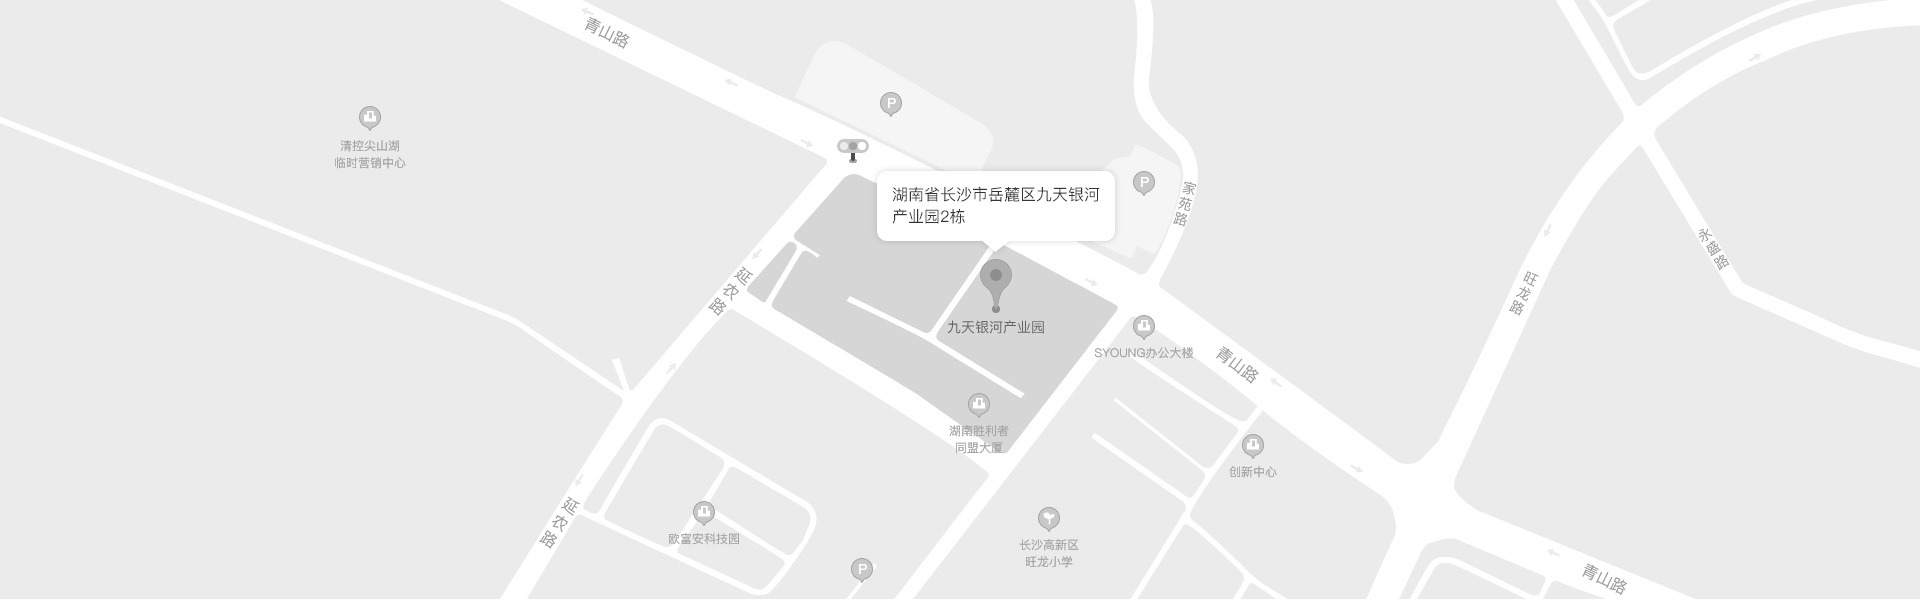 青山路
清控尖山湖
临时营销中心
湖南省长沙市岳麓区九天银河
产业园2栋
家苑路
永盛路
延农路
旺龙路
九天银河产业园
SYOUNG办公大楼
青山路
湖南胜利者
同盟大厦
创新中心
延农路
欧富安科技园
长沙高新区
旺龙小学
青山路
P
P
P